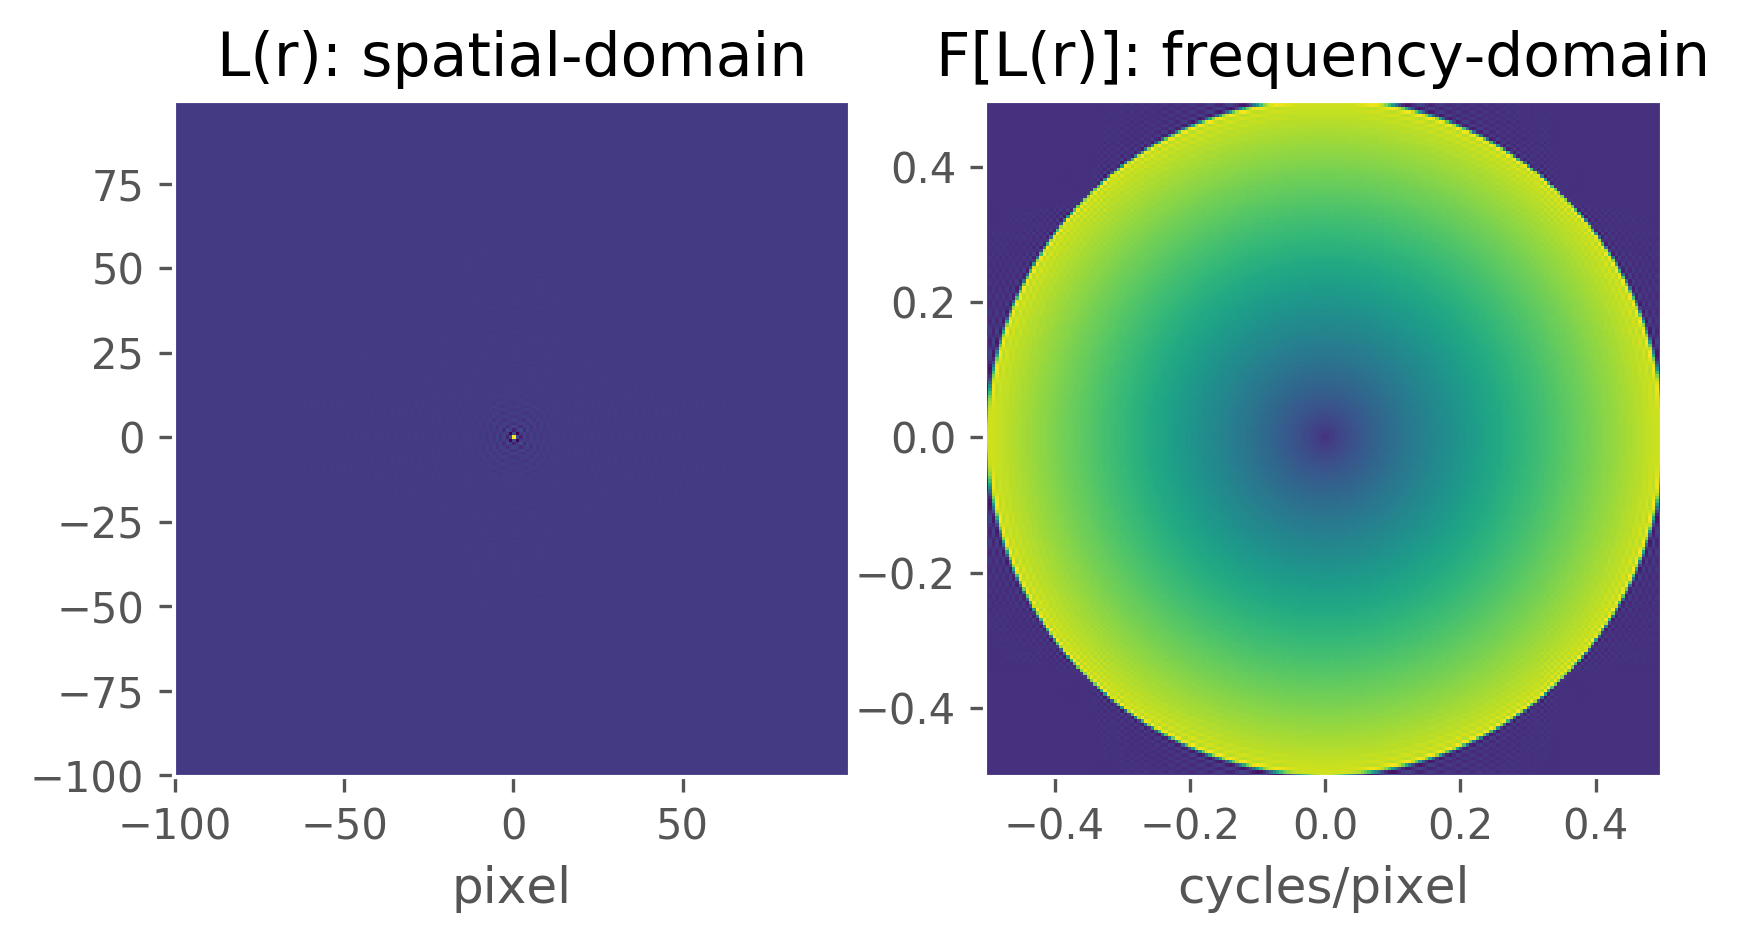 L(r): spatial-domain
75
50
25
0
−25
−50
−75
−100
−100 −50 0 50
pixel
F[L(r)]: frequency-domain
0.4
0.2
0.0
−0.2
−0.4
−0.4 −0.2 0.0 0.2 0.4
cycles/pixel